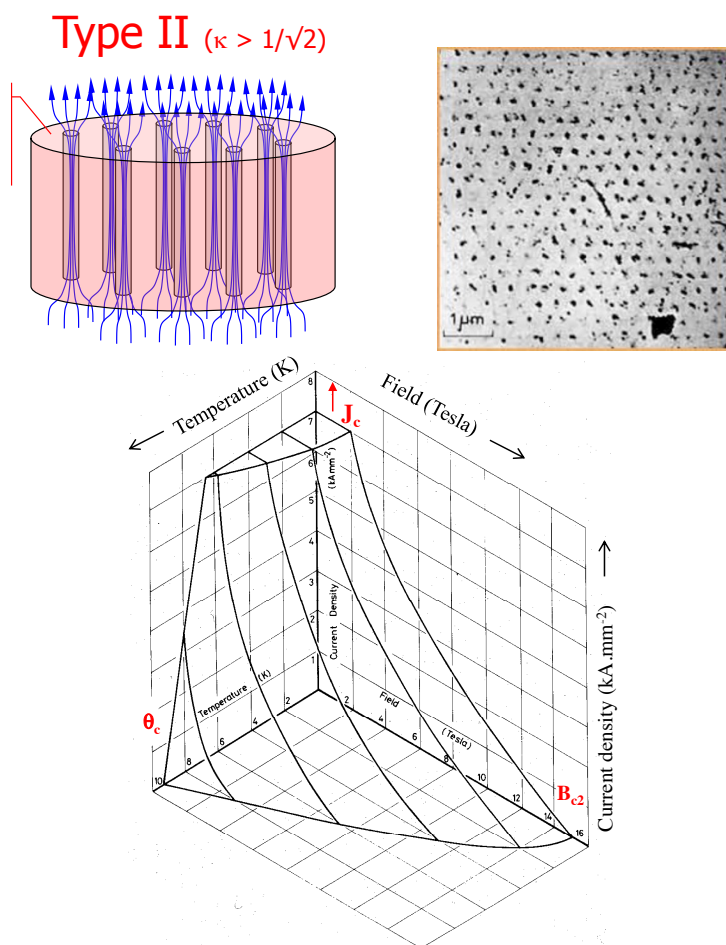 Type II (κ > 1/√2)
1μm
Temperature (K)
Field (Tesla)
8
J_c
7
6
(kA mm⁻²)
5
4
3
Current Density
2
1
Current density (kA.mm⁻²)
Temperature (K)
2
4
6
8
10
θ_c
2
4
Field
6
8
(Tesla)
10
12
14
16
B_c2